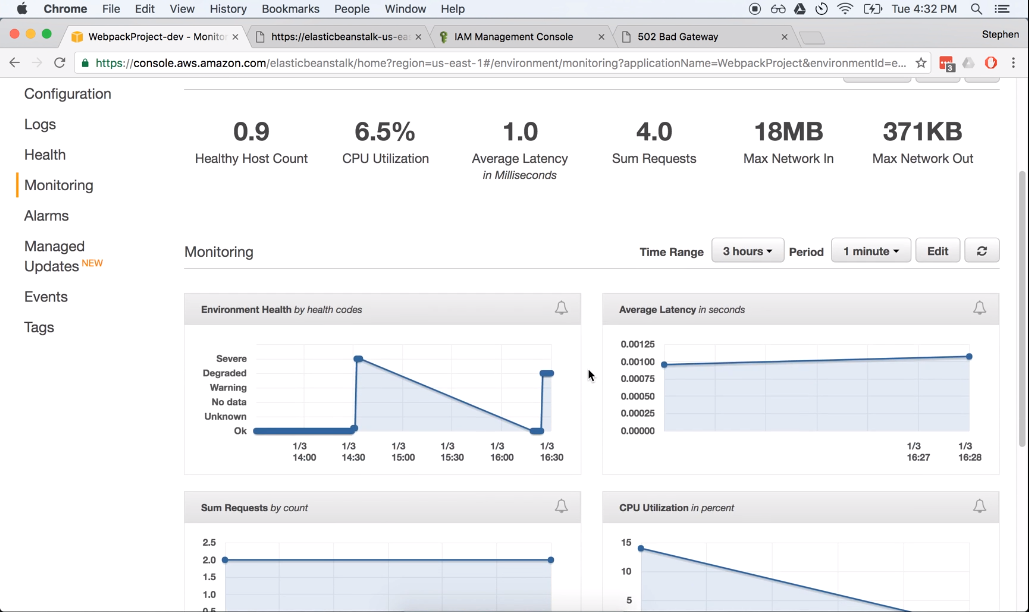 Chrome File Edit View History Bookmarks People Window Help Tue 4:32 PM
WebpackProject-dev - Monitor × https://elasticbeanstalk-us-eas × IAM Management Console × 502 Bad Gateway × Stephen
https://console.aws.amazon.com/elasticbeanstalk/home?region=us-east-1#/environment/monitoring?applicationName=WebpackProject&environmentId=e... 3
Configuration
Logs
Health
Monitoring
Alarms
Managed
Updates NEW
Events
Tags
0.9 6.5% 1.0 4.0 18MB 371KB
Healthy Host Count CPU Utilization Average Latency Sum Requests Max Network In Max Network Out
in Milliseconds
Monitoring Time Range 3 hours Period 1 minute Edit
Environment Health by health codes
Severe
Degraded
Warning
No data
Unknown
Ok
1/3 1/3 1/3 1/3 1/3 1/3
14:00 14:30 15:00 15:30 16:00 16:30
Average Latency in seconds
0.00125
0.00100
0.00075
0.00050
0.00025
0.00000
1/3 1/3
16:27 16:28
Sum Requests by count
2.5
2.0
1.5
1.0
0.5
CPU Utilization in percent
15
10
5